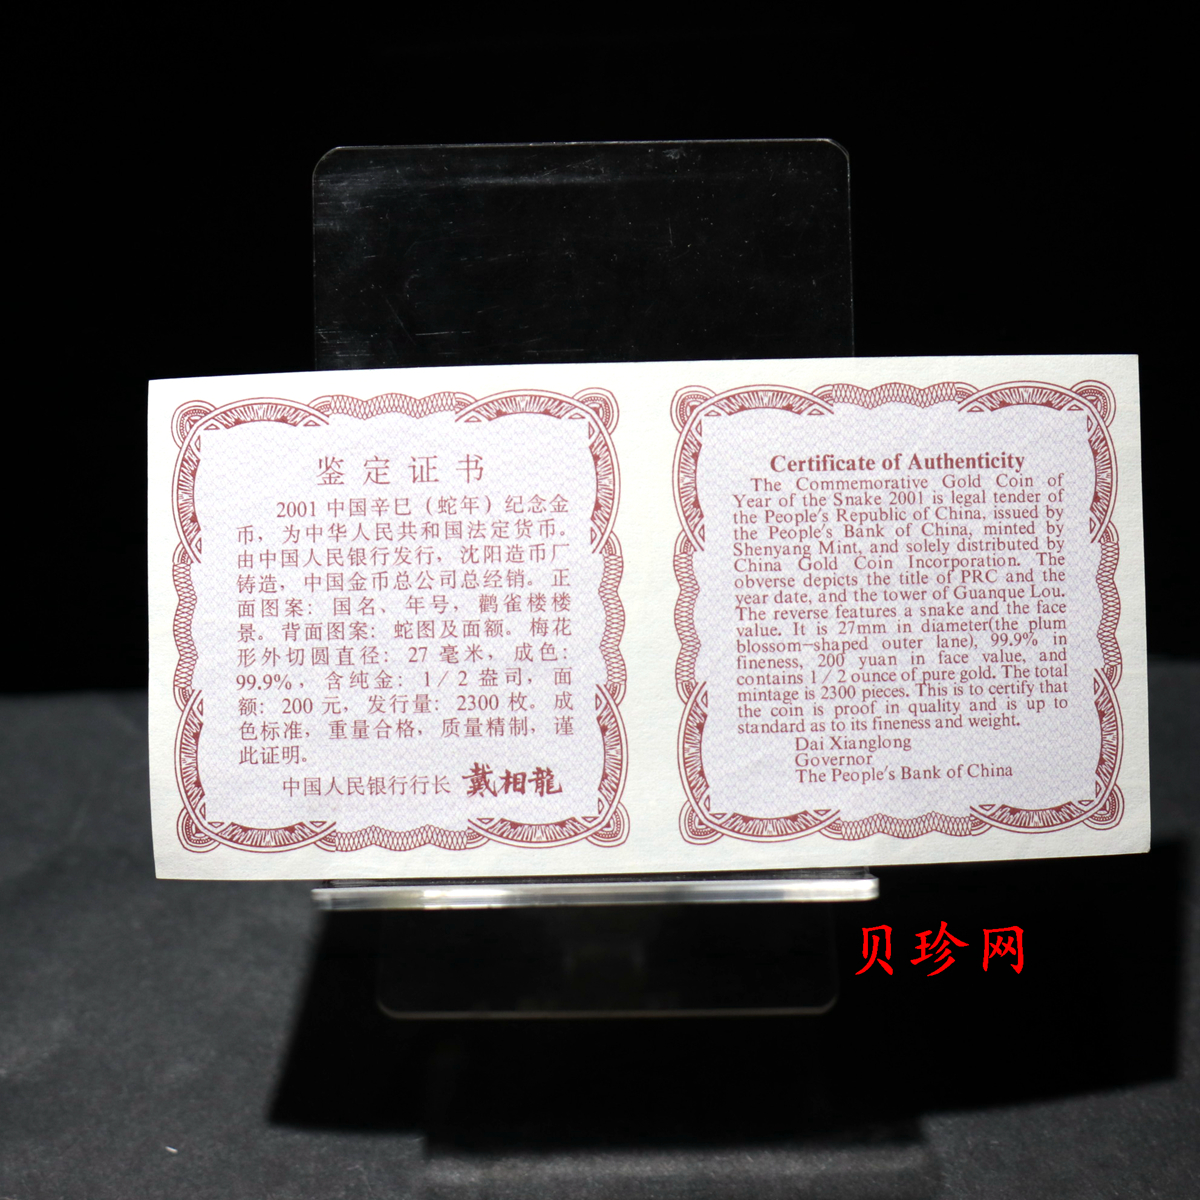 鉴定证书
2001中国辛巳（蛇年）纪念金
币，为中华人民共和国法定货币。
由中国人民银行发行，沈阳造币厂
铸造，中国金币总公司总经销。正
面图案：国名、年号，鹳雀楼楼
景。背面图案：蛇图及面额。梅花
形外切圆直径：27毫米，成色：
99.9%，含纯金：1/2盎司，面
额：200元，发行量：2300枚。成
色标准，重量合格，质量精制，谨
此证明。
中国人民银行行长 戴相龍
Certificate of Authenticity
The Commemorative Gold Coin of
Year of the Snake 2001 is legal tender of
the People's Republic of China, issued by
the People's Bank of China, minted by
Shenyang Mint, and solely distributed by
China Gold Coin Incorporation. The
obverse depicts the title of PRC and the
year date, and the tower of Guanque Lou.
The reverse features a snake and the face
value. It is 27mm in diameter(the plum
blossom-shaped outer lane), 99.9% in
fineness, 200 yuan in face value, and
contains 1/2 ounce of pure gold. The total
mintage is 2300 pieces. This is to certify that
the coin is proof in quality and is up to
standard as to its fineness and weight.
Dai Xianglong
Governor
The People's Bank of China
贝珍网